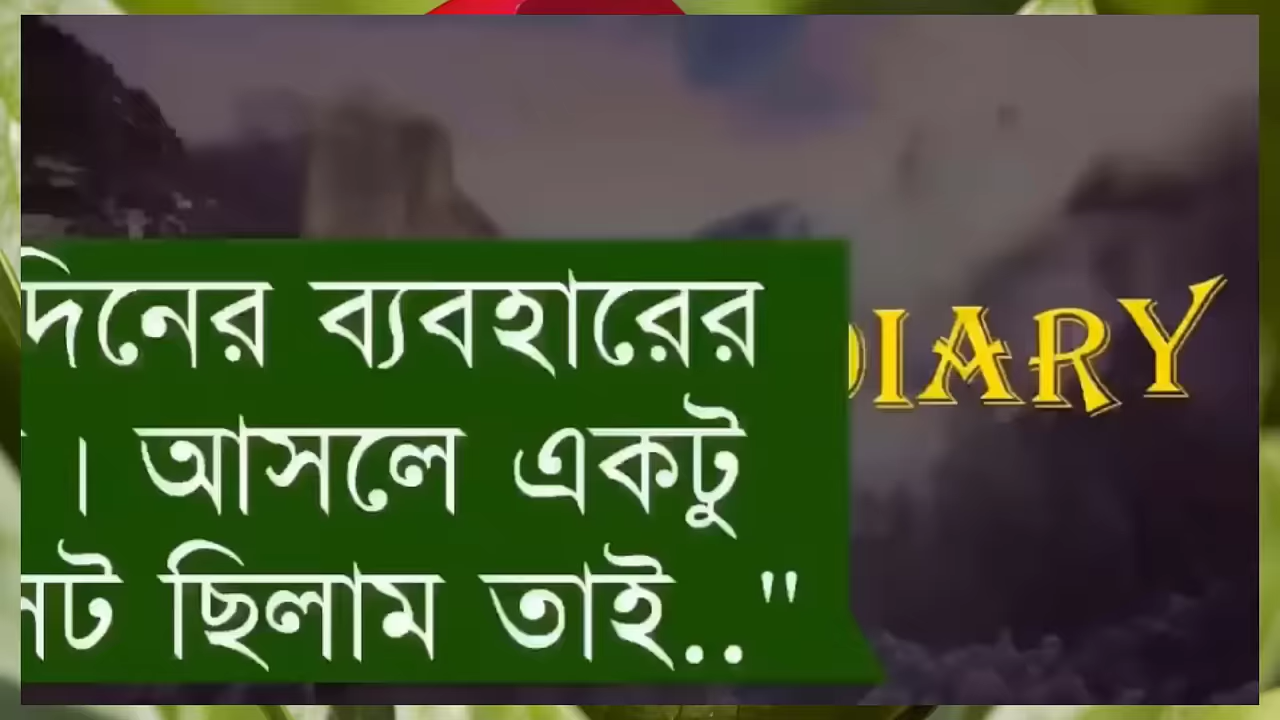 দিনের ব্যবহারের
। আসলে একটু
ছিলাম তাই.."
DIARY